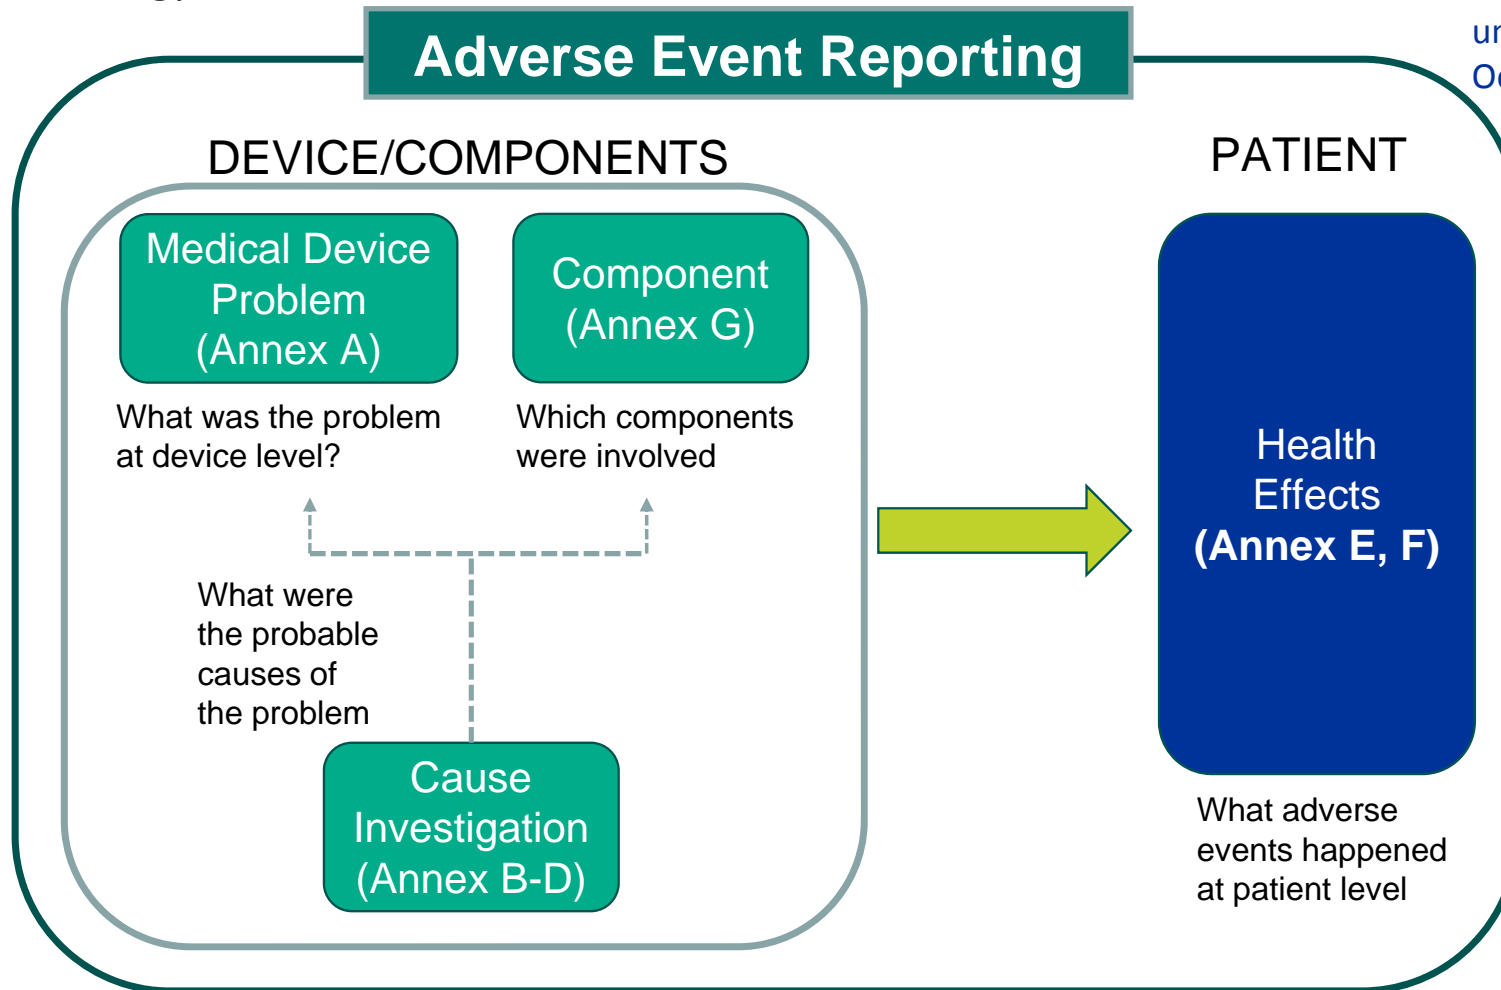 Adverse Event Reporting
DEVICE/COMPONENTS
Medical Device
Problem
(Annex A)
What was the problem
at device level?
Component
(Annex G)
Which components
were involved
What were
the probable
causes of
the problem
Cause
Investigation
(Annex B-D)
PATIENT
Health
Effects
(Annex E, F)
What adverse
events happened
at patient level